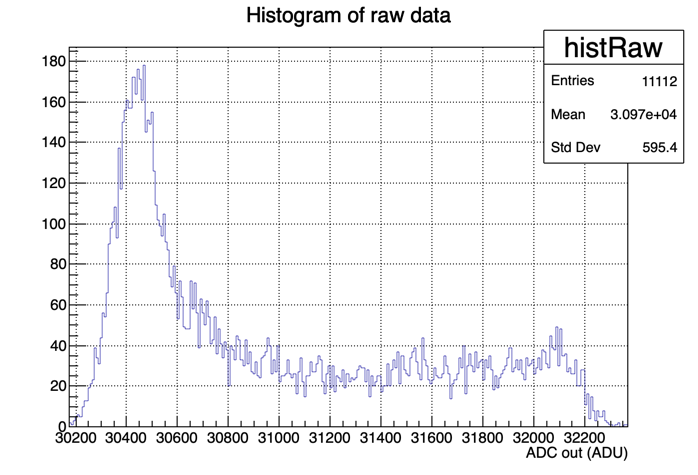 Histogram of raw data
histRaw
Entries 11112
Mean 3.097e+04
Std Dev 595.4
180
160
140
120
100
80
60
40
20
0
30200 30400 30600 30800 31000 31200 31400 31600 31800 32000 32200
ADC out (ADU)